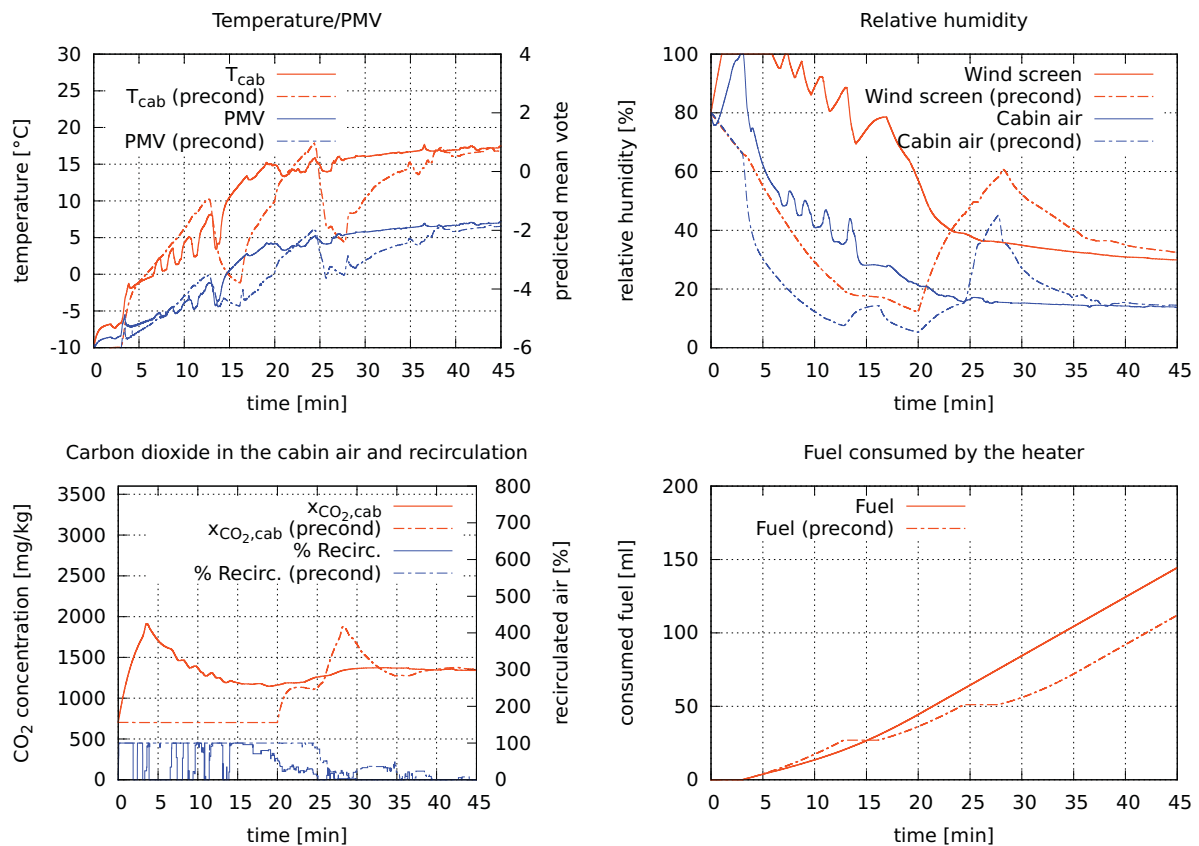 Temperature/PMV
30
25
20
15
10
5
0
-5
-10
4
2
0
-2
-4
-6
0 5 10 15 20 25 30 35 40 45
temperature [°C]
predicted mean vote
time [min]
T_cab
T_cab (precond)
PMV
PMV (precond)
Relative humidity
100
80
60
40
20
0
0 5 10 15 20 25 30 35 40 45
relative humidity [%]
time [min]
Wind screen
Wind screen (precond)
Cabin air
Cabin air (precond)
Carbon dioxide in the cabin air and recirculation
3500
3000
2500
2000
1500
1000
500
0
800
700
600
500
400
300
200
100
0
0 5 10 15 20 25 30 35 40 45
CO₂ concentration [mg/kg]
recirculated air [%]
time [min]
x_CO₂,cab
x_CO₂,cab (precond)
% Recirc.
% Recirc. (precond)
Fuel consumed by the heater
200
150
100
50
0
0 5 10 15 20 25 30 35 40 45
consumed fuel [ml]
time [min]
Fuel
Fuel (precond)